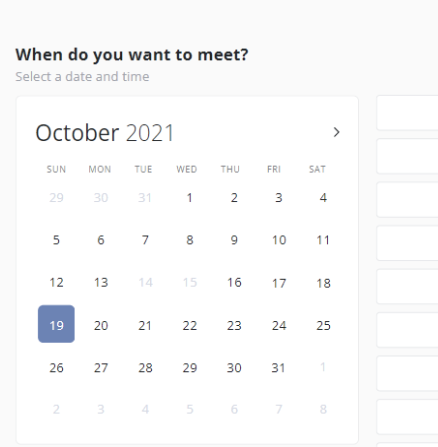 When do you want to meet?
Select a date and time
October 2021
SUN MON TUE WED THU FRI SAT
29 30 31 1 2 3 4
5 6 7 8 9 10 11
12 13 14 15 16 17 18
19 20 21 22 23 24 25
26 27 28 29 30 31 1
2 3 4 5 6 7 8